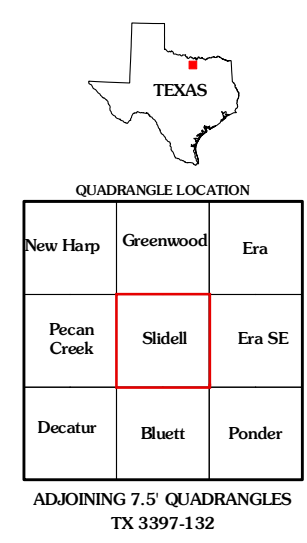 TEXAS
QUADRANGLE LOCATION
New Harp Greenwood Era
Pecan Creek Slidell Era SE
Decatur Bluett Ponder
ADJOINING 7.5' QUADRANGLES
TX 3397-132